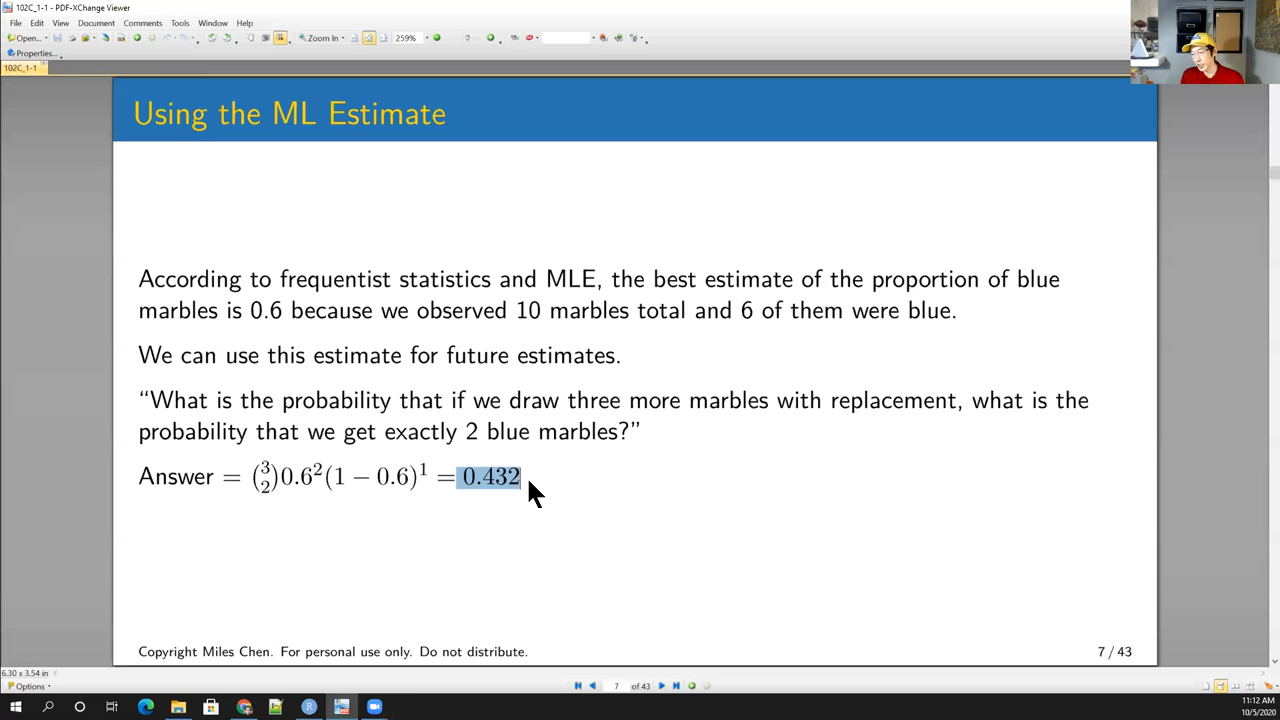 102C_1-1 - PDF-XChange Viewer
File Edit View Document Comments Tools Window Help
Open... Zoom In 259%
Properties...
102C_1-1
Using the ML Estimate
According to frequentist statistics and MLE, the best estimate of the proportion of blue
marbles is 0.6 because we observed 10 marbles total and 6 of them were blue.
We can use this estimate for future estimates.
“What is the probability that if we draw three more marbles with replacement, what is the
probability that we get exactly 2 blue marbles?”
Answer = (3 2)0.6²(1 − 0.6)¹ = 0.432
Copyright Miles Chen. For personal use only. Do not distribute. 7 / 43
6.30 x 3.54 in
Options 7 of 43
11:12 AM
10/5/2020